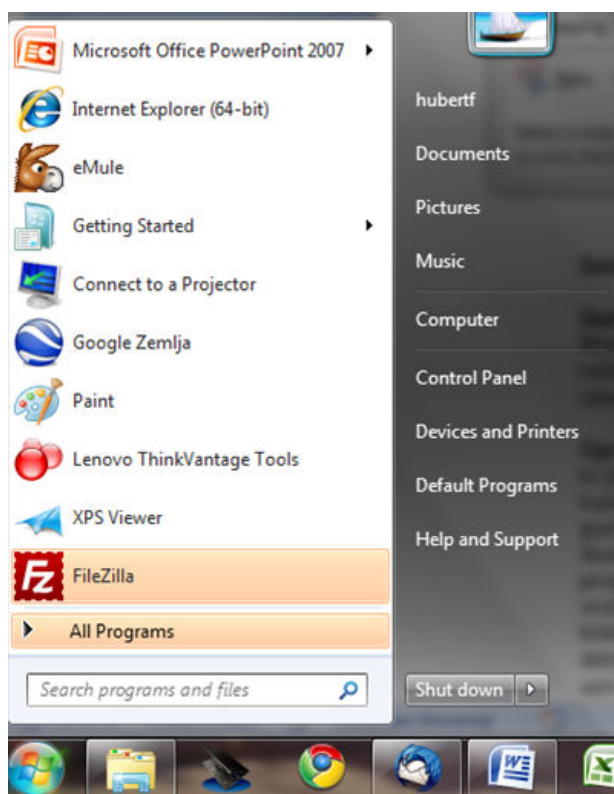 Microsoft Office PowerPoint 2007
Internet Explorer (64-bit)
eMule
Getting Started
Connect to a Projector
Google Zemlja
Paint
Lenovo ThinkVantage Tools
XPS Viewer
Fz FileZilla
All Programs
Search programs and files
hubertf
Documents
Pictures
Music
Computer
Control Panel
Devices and Printers
Default Programs
Help and Support
Shut down